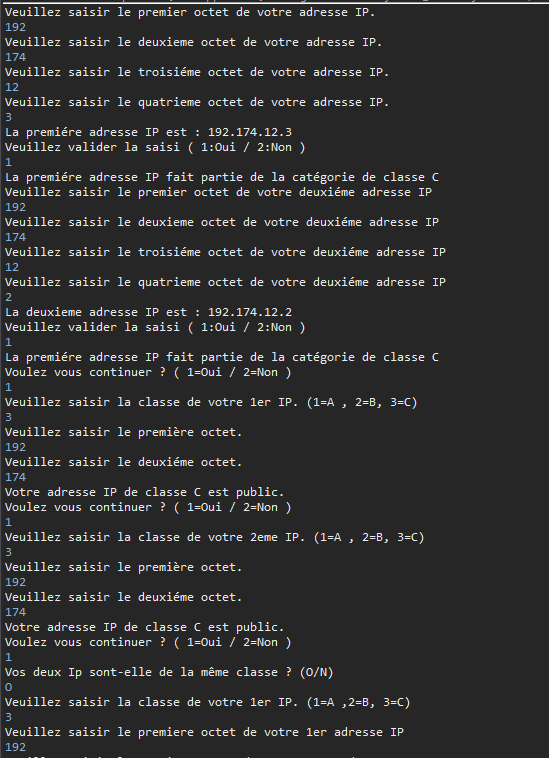 Veuillez saisir le premier octet de votre adresse IP.
192
Veuillez saisir le deuxieme octet de votre adresse IP.
174
Veuillez saisir le troisiéme octet de votre adresse IP.
12
Veuillez saisir le quatrieme octet de votre adresse IP.
3
La premiére adresse IP est : 192.174.12.3
Veuillez valider la saisi ( 1:Oui / 2:Non )
1
La premiére adresse IP fait partie de la catégorie de classe C
Veuillez saisir le premier octet de votre deuxiéme adresse IP
192
Veuillez saisir le deuxieme octet de votre deuxiéme adresse IP
174
Veuillez saisir le troisiéme octet de votre deuxiéme adresse IP
12
Veuillez saisir le quatrieme octet de votre deuxiéme adresse IP
2
La deuxieme adresse IP est : 192.174.12.2
Veuillez valider la saisi ( 1:Oui / 2:Non )
1
La premiére adresse IP fait partie de la catégorie de classe C
Voulez vous continuer ? ( 1=Oui / 2=Non )
1
Veuillez saisir la classe de votre 1er IP. (1=A , 2=B, 3=C)
3
Veuillez saisir le première octet.
192
Veuillez saisir le deuxiéme octet.
174
Votre adresse IP de classe C est public.
Voulez vous continuer ? ( 1=Oui / 2=Non )
1
Veuillez saisir la classe de votre 2eme IP. (1=A , 2=B, 3=C)
3
Veuillez saisir le première octet.
192
Veuillez saisir le deuxiéme octet.
174
Votre adresse IP de classe C est public.
Voulez vous continuer ? ( 1=Oui / 2=Non )
1
Vos deux Ip sont-elle de la même classe ? (O/N)
O
Veuillez saisir la classe de votre 1er IP. (1=A ,2=B, 3=C)
3
Veuillez saisir le premiere octet de votre 1er adresse IP
192